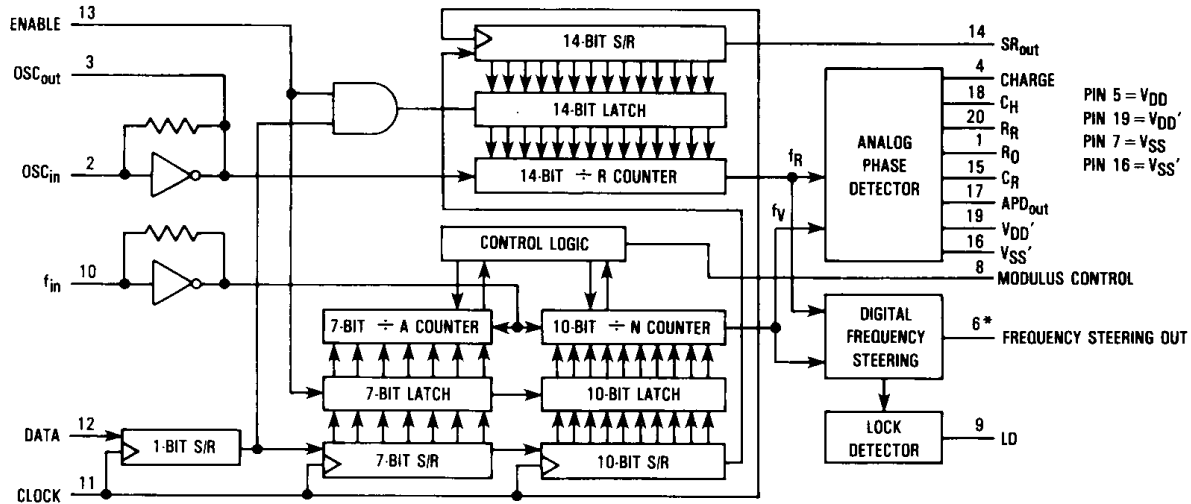 ENABLE 13
OSCout 3
OSCin 2
fin 10
DATA 12
CLOCK 11
14-BIT S/R
14-BIT LATCH
14-BIT ÷ R COUNTER
CONTROL LOGIC
7-BIT ÷ A COUNTER
10-BIT ÷ N COUNTER
7-BIT LATCH
10-BIT LATCH
1-BIT S/R
7-BIT S/R
10-BIT S/R
fR
fV
ANALOG
PHASE
DETECTOR
DIGITAL
FREQUENCY
STEERING
LOCK
DETECTOR
14 SRout
4 CHARGE
18 CH
20 RR
1 RO
15 CR
17 APDout
19 VDD'
16 VSS'
8 MODULUS CONTROL
6* FREQUENCY STEERING OUT
9 LD
PIN 5 = VDD
PIN 19 = VDD'
PIN 7 = VSS
PIN 16 = VSS'